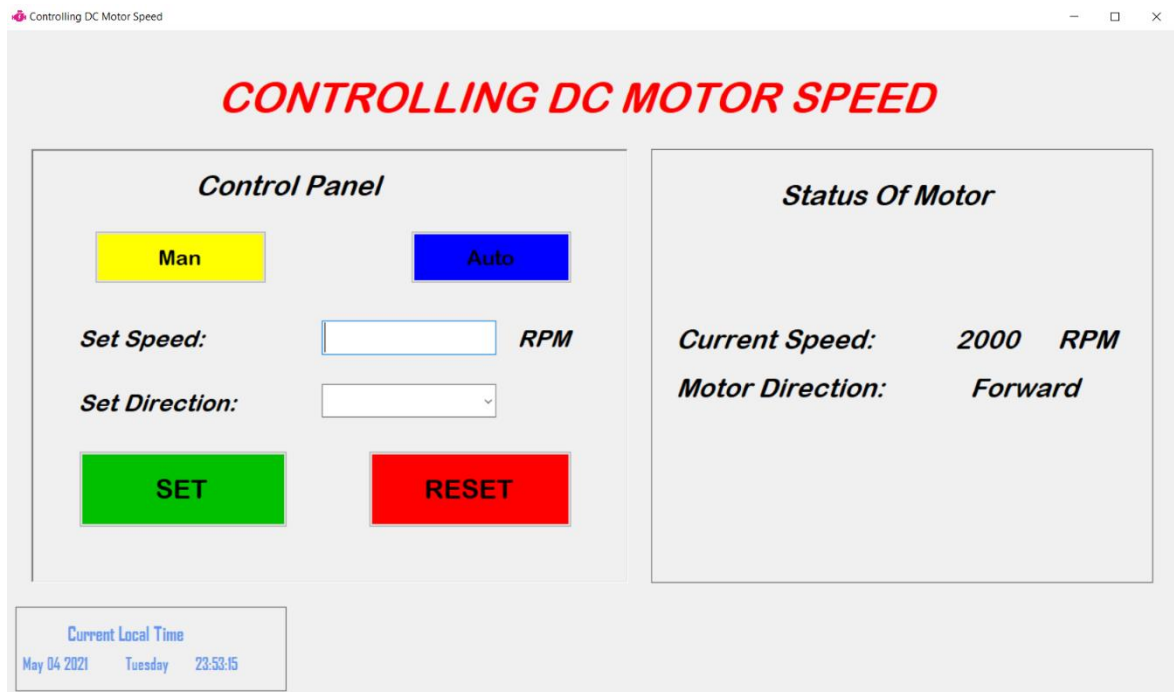 Controlling DC Motor Speed
CONTROLLING DC MOTOR SPEED
Control Panel
Man
Auto
Set Speed:
RPM
Set Direction:
SET
RESET
Status Of Motor
Current Speed: 2000 RPM
Motor Direction: Forward
Current Local Time
May 04 2021 Tuesday 23:53:15